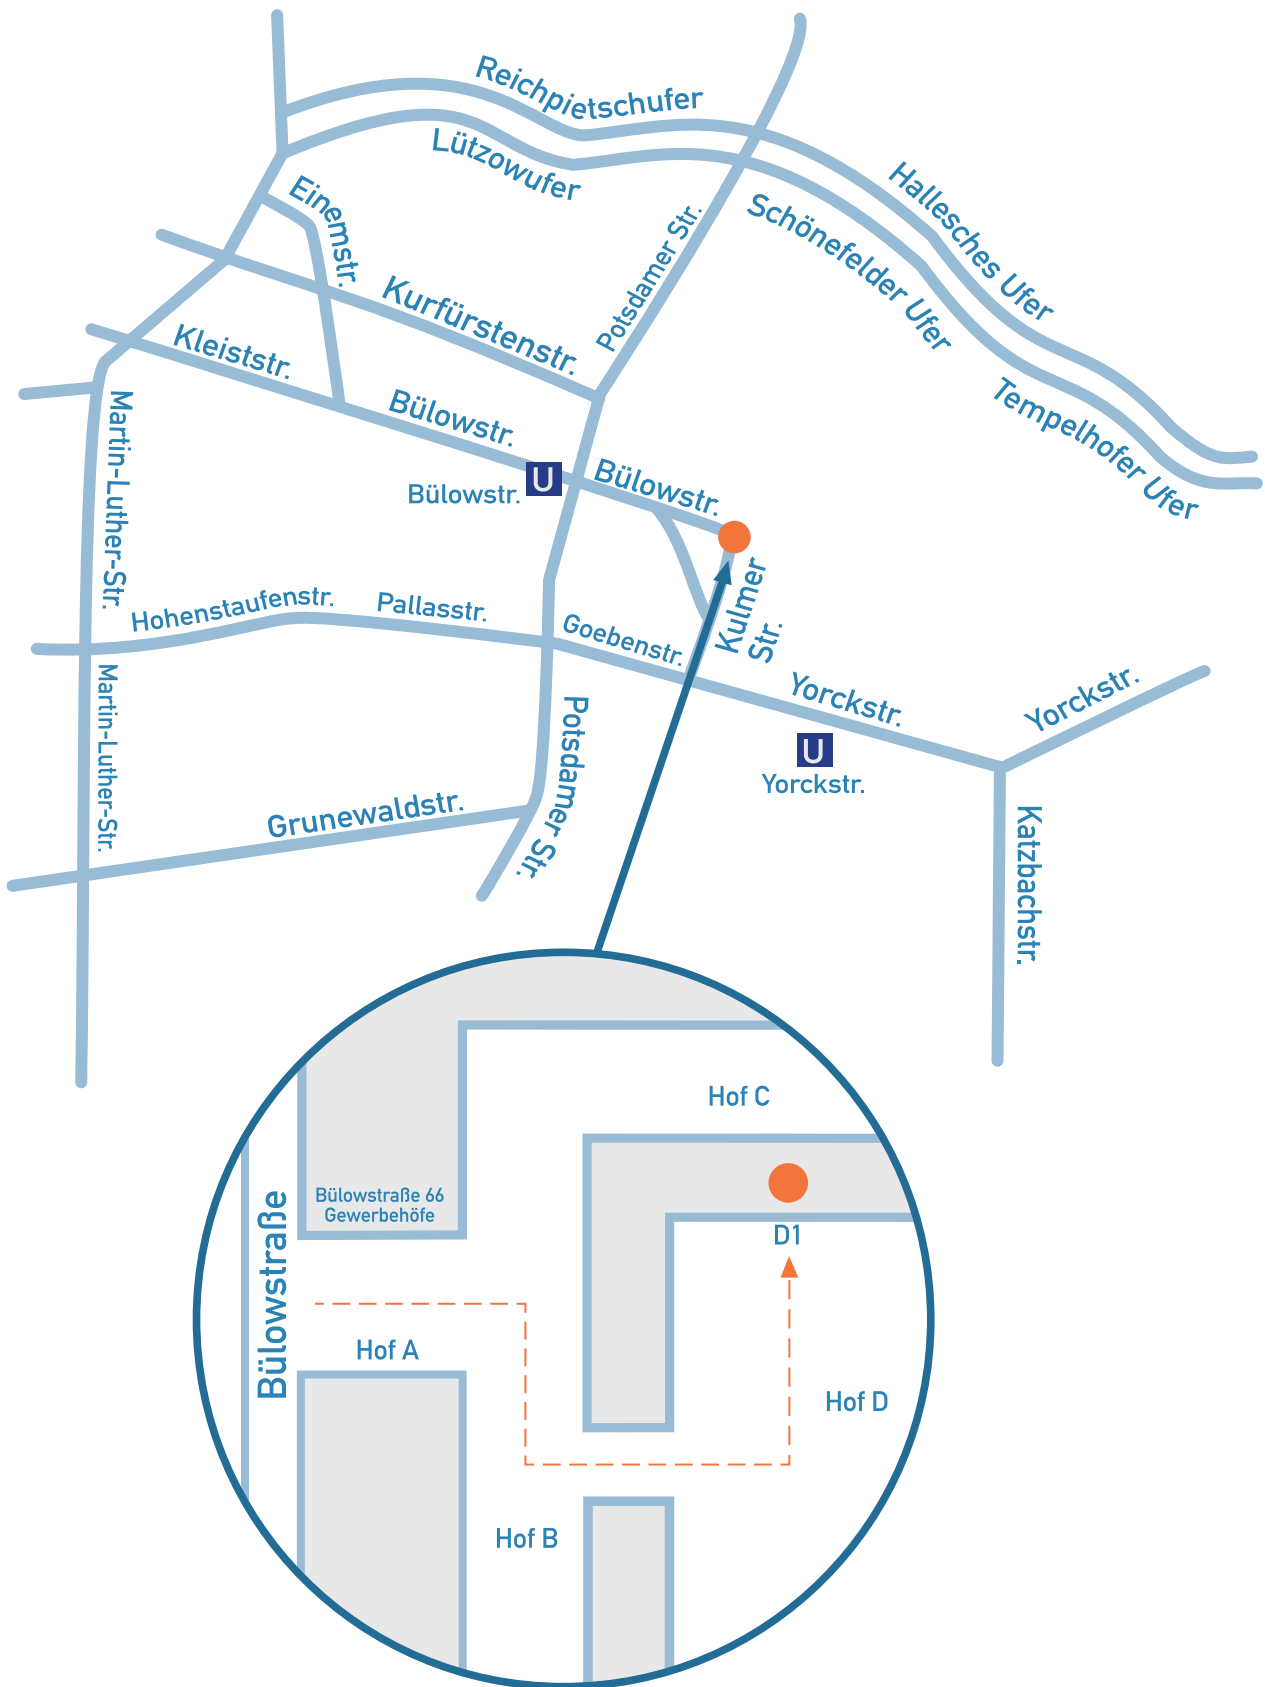 Reichpietschufer
Lützowufer
Hallesches Ufer
Einemstr.
Schönefelder Ufer
Potsdamer Str.
Kurfürstenstr.
Kleiststr.
Bülowstr.
Tempelhofer Ufer
Martin-Luther-Str.
Bülowstr.
U
Bülowstr.
Kulmer
Str.
Hohenstaufenstr.
Pallasstr.
Goebenstr.
Martin-Luther-Str.
Yorckstr.
Yorckstr.
Potsdamer Str.
U
Yorckstr.
Grunewaldstr.
Katzbachstr.
Hof C
Bülowstraße 66
Gewerbehöfe
Bülowstraße
D1
Hof A
Hof D
Hof B